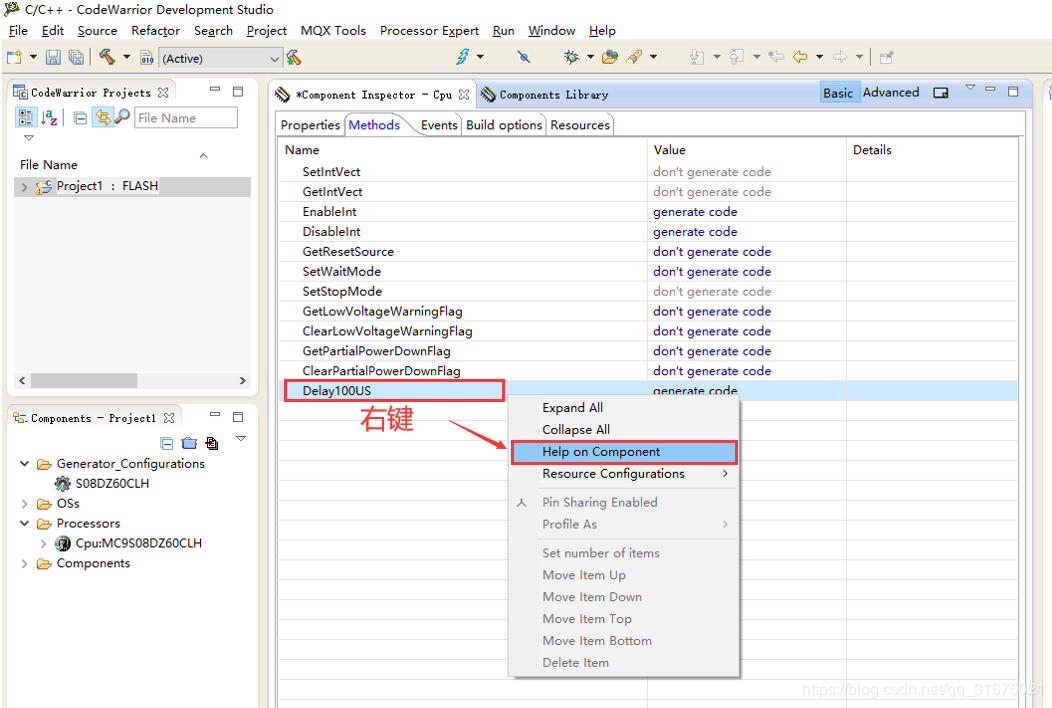 C/C++ - CodeWarrior Development Studio
File Edit Source Refactor Search Project MQX Tools Processor Expert Run Window Help
(Active)
CodeWarrior Projects
File Name
File Name
Project1 : FLASH
Components - Project1
Generator_Configurations
S08DZ60CLH
OSs
Processors
Cpu:MC9S08DZ60CLH
Components
*Component Inspector - Cpu Components Library Basic Advanced
Properties Methods Events Build options Resources
Name Value Details
SetIntVect don't generate code
GetIntVect don't generate code
EnableInt generate code
DisableInt generate code
GetResetSource don't generate code
SetWaitMode don't generate code
SetStopMode don't generate code
GetLowVoltageWarningFlag don't generate code
ClearLowVoltageWarningFlag don't generate code
GetPartialPowerDownFlag don't generate code
ClearPartialPowerDownFlag don't generate code
Delay100US generate code
右键
Expand All
Collapse All
Help on Component
Resource Configurations
Pin Sharing Enabled
Profile As
Set number of items
Move Item Up
Move Item Down
Move Item Top
Move Item Bottom
Delete Item
https://blog.csdn.net/qq_31676021